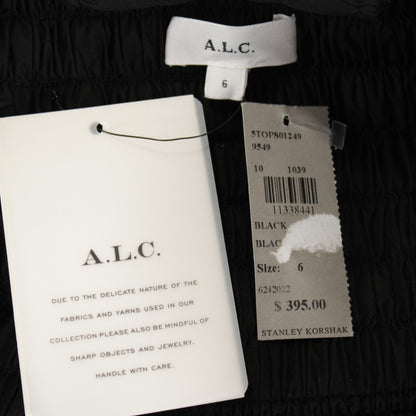 A.L.C.
6
A.L.C.
DUE TO THE DELICATE NATURE OF THE
FABRICS AND YARNS USED IN OUR
COLLECTION PLEASE ALSO BE MINDFUL OF
SHARP OBJECTS AND JEWELRY.
HANDLE WITH CARE.
5TOPS01249
9549
10 1039
11338441
BLACK
BLAC
Size: 6
6242022
$ 395.00
STANLEY KORSHAK